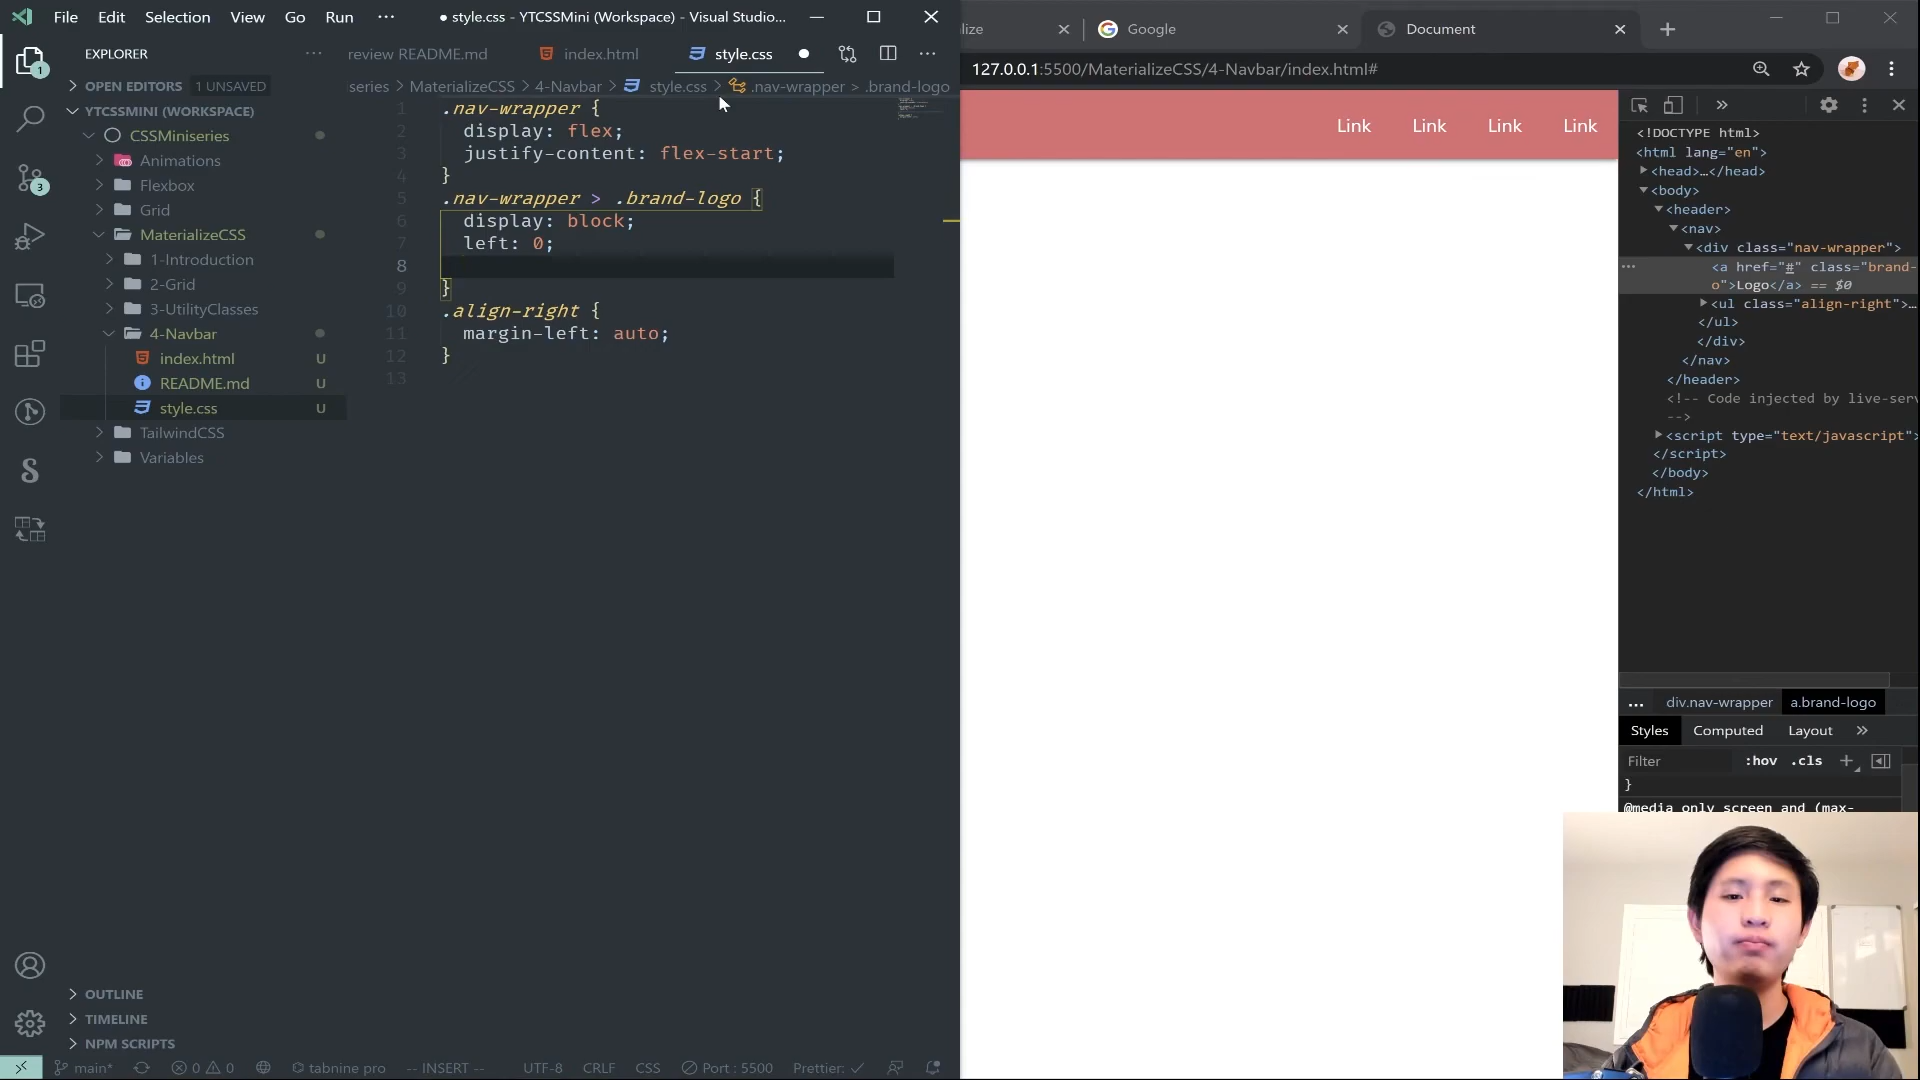 File Edit Selection View Go Run ··· ● style.css - YTCSSMini (Workspace) - Visual Studio...
EXPLORER ···
OPEN EDITORS 1 UNSAVED
YTCSSMINI (WORKSPACE)
CSSMiniseries
Animations
Flexbox
Grid
MaterializeCSS
1-Introduction
2-Grid
3-UtilityClasses
4-Navbar
index.html U
README.md U
style.css U
TailwindCSS
Variables
OUTLINE
TIMELINE
NPM SCRIPTS
1
3
review README.md index.html style.css ···
series > MaterializeCSS > 4-Navbar > style.css > .nav-wrapper > .brand-logo
1 .nav-wrapper {
2 display: flex;
3 justify-content: flex-start;
4 }
5 .nav-wrapper > .brand-logo {
6 display: block;
7 left: 0;
8
9 }
10 .align-right {
11 margin-left: auto;
12 }
13
main* 0 0 tabnine pro -- INSERT -- UTF-8 CRLF CSS Port : 5500 Prettier: ✓
ize Google Document
127.0.0.1:5500/MaterializeCSS/4-Navbar/index.html#
Link Link Link Link
<!DOCTYPE html>
<html lang="en">
<head>…</head>
<body>
<header>
<nav>
<div class="nav-wrapper">
<a href="#" class="brand-
o">Logo</a> == $0
<ul class="align-right">…
</ul>
</div>
</nav>
</header>
<!-- Code injected by live-serv
-->
<script type="text/javascript">
</script>
</body>
</html>
... div.nav-wrapper a.brand-logo
Styles Computed Layout »
Filter :hov .cls +
}
@media only screen and (max-